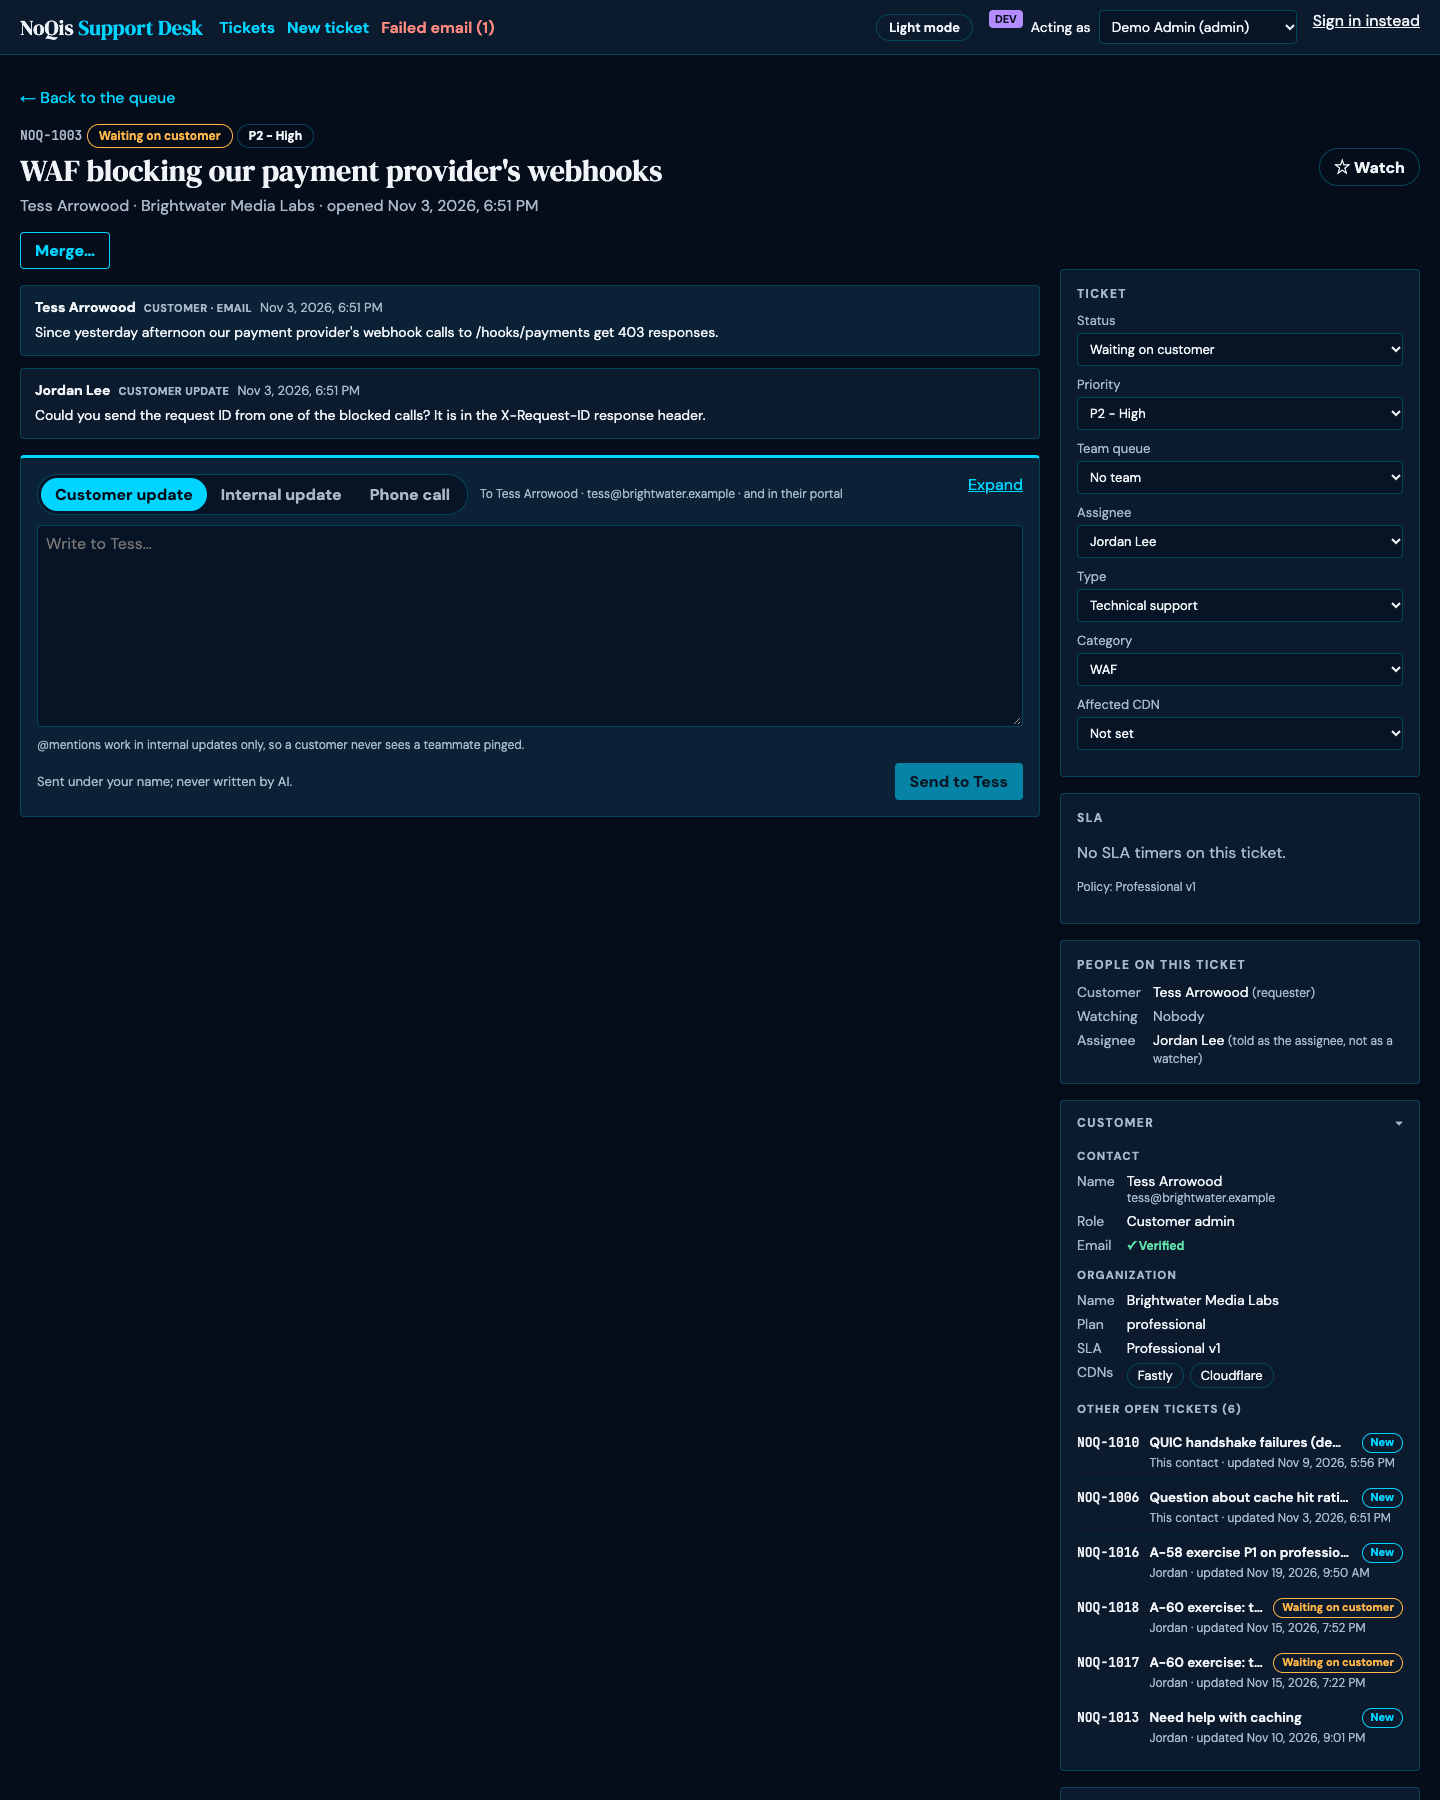 NoQis Support Desk Tickets New ticket Failed email (1) Light mode DEV Acting as Demo Admin (admin) Sign in instead
← Back to the queue
NOQ-1003 Waiting on customer P2 – High
WAF blocking our payment provider's webhooks
☆ Watch
Tess Arrowood · Brightwater Media Labs · opened Nov 3, 2026, 6:51 PM
Merge…
Tess Arrowood CUSTOMER · EMAIL Nov 3, 2026, 6:51 PM
Since yesterday afternoon our payment provider's webhook calls to /hooks/payments get 403 responses.
Jordan Lee CUSTOMER UPDATE Nov 3, 2026, 6:51 PM
Could you send the request ID from one of the blocked calls? It is in the X-Request-ID response header.
Customer update Internal update Phone call To Tess Arrowood · tess@brightwater.example · and in their portal Expand
Write to Tess…
@mentions work in internal updates only, so a customer never sees a teammate pinged.
Sent under your name; never written by AI. Send to Tess
TICKET
Status
Waiting on customer
Priority
P2 – High
Team queue
No team
Assignee
Jordan Lee
Type
Technical support
Category
WAF
Affected CDN
Not set
SLA
No SLA timers on this ticket.
Policy: Professional v1
PEOPLE ON THIS TICKET
Customer Tess Arrowood (requester)
Watching Nobody
Assignee Jordan Lee (told as the assignee, not as a
watcher)
CUSTOMER
CONTACT
Name Tess Arrowood
tess@brightwater.example
Role Customer admin
Email ✓ Verified
ORGANIZATION
Name Brightwater Media Labs
Plan professional
SLA Professional v1
CDNs Fastly Cloudflare
OTHER OPEN TICKETS (6)
NOQ-1010 QUIC handshake failures (de… New
This contact · updated Nov 9, 2026, 5:56 PM
NOQ-1006 Question about cache hit rati… New
This contact · updated Nov 3, 2026, 6:51 PM
NOQ-1016 A-58 exercise P1 on professio… New
Jordan · updated Nov 19, 2026, 9:50 AM
NOQ-1018 A-60 exercise: t… Waiting on customer
Jordan · updated Nov 15, 2026, 7:52 PM
NOQ-1017 A-60 exercise: t… Waiting on customer
Jordan · updated Nov 15, 2026, 7:22 PM
NOQ-1013 Need help with caching New
Jordan · updated Nov 10, 2026, 9:01 PM